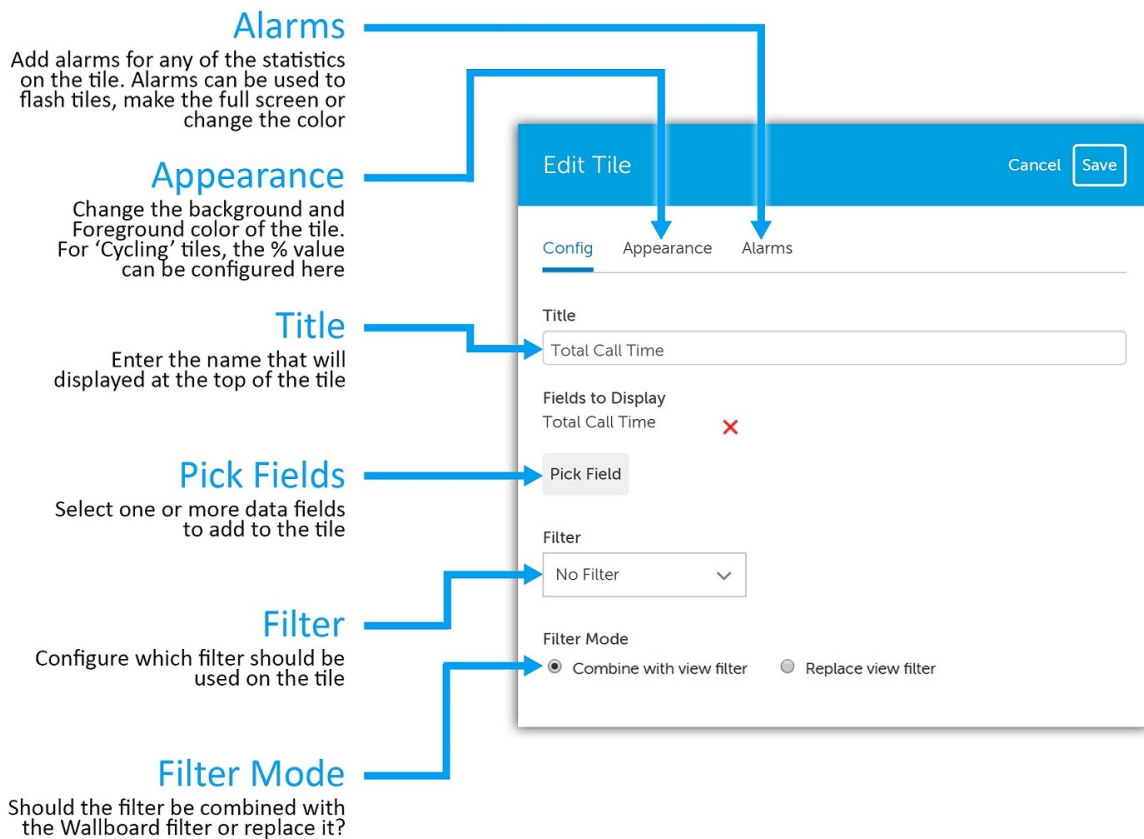 Alarms
Add alarms for any of the statistics
on the tile. Alarms can be used to
flash tiles, make the full screen or
change the color
Appearance
Change the background and
Foreground color of the tile.
For ‘Cycling’ tiles, the % value
can be configured here
Title
Enter the name that will
displayed at the top of the tile
Pick Fields
Select one or more data fields
to add to the tile
Filter
Configure which filter should be
used on the tile
Filter Mode
Should the filter be combined with
the Wallboard filter or replace it?
Edit Tile
Cancel Save
Config Appearance Alarms
Title
Total Call Time
Fields to Display
Total Call Time
Pick Field
Filter
No Filter
Filter Mode
Combine with view filter Replace view filter